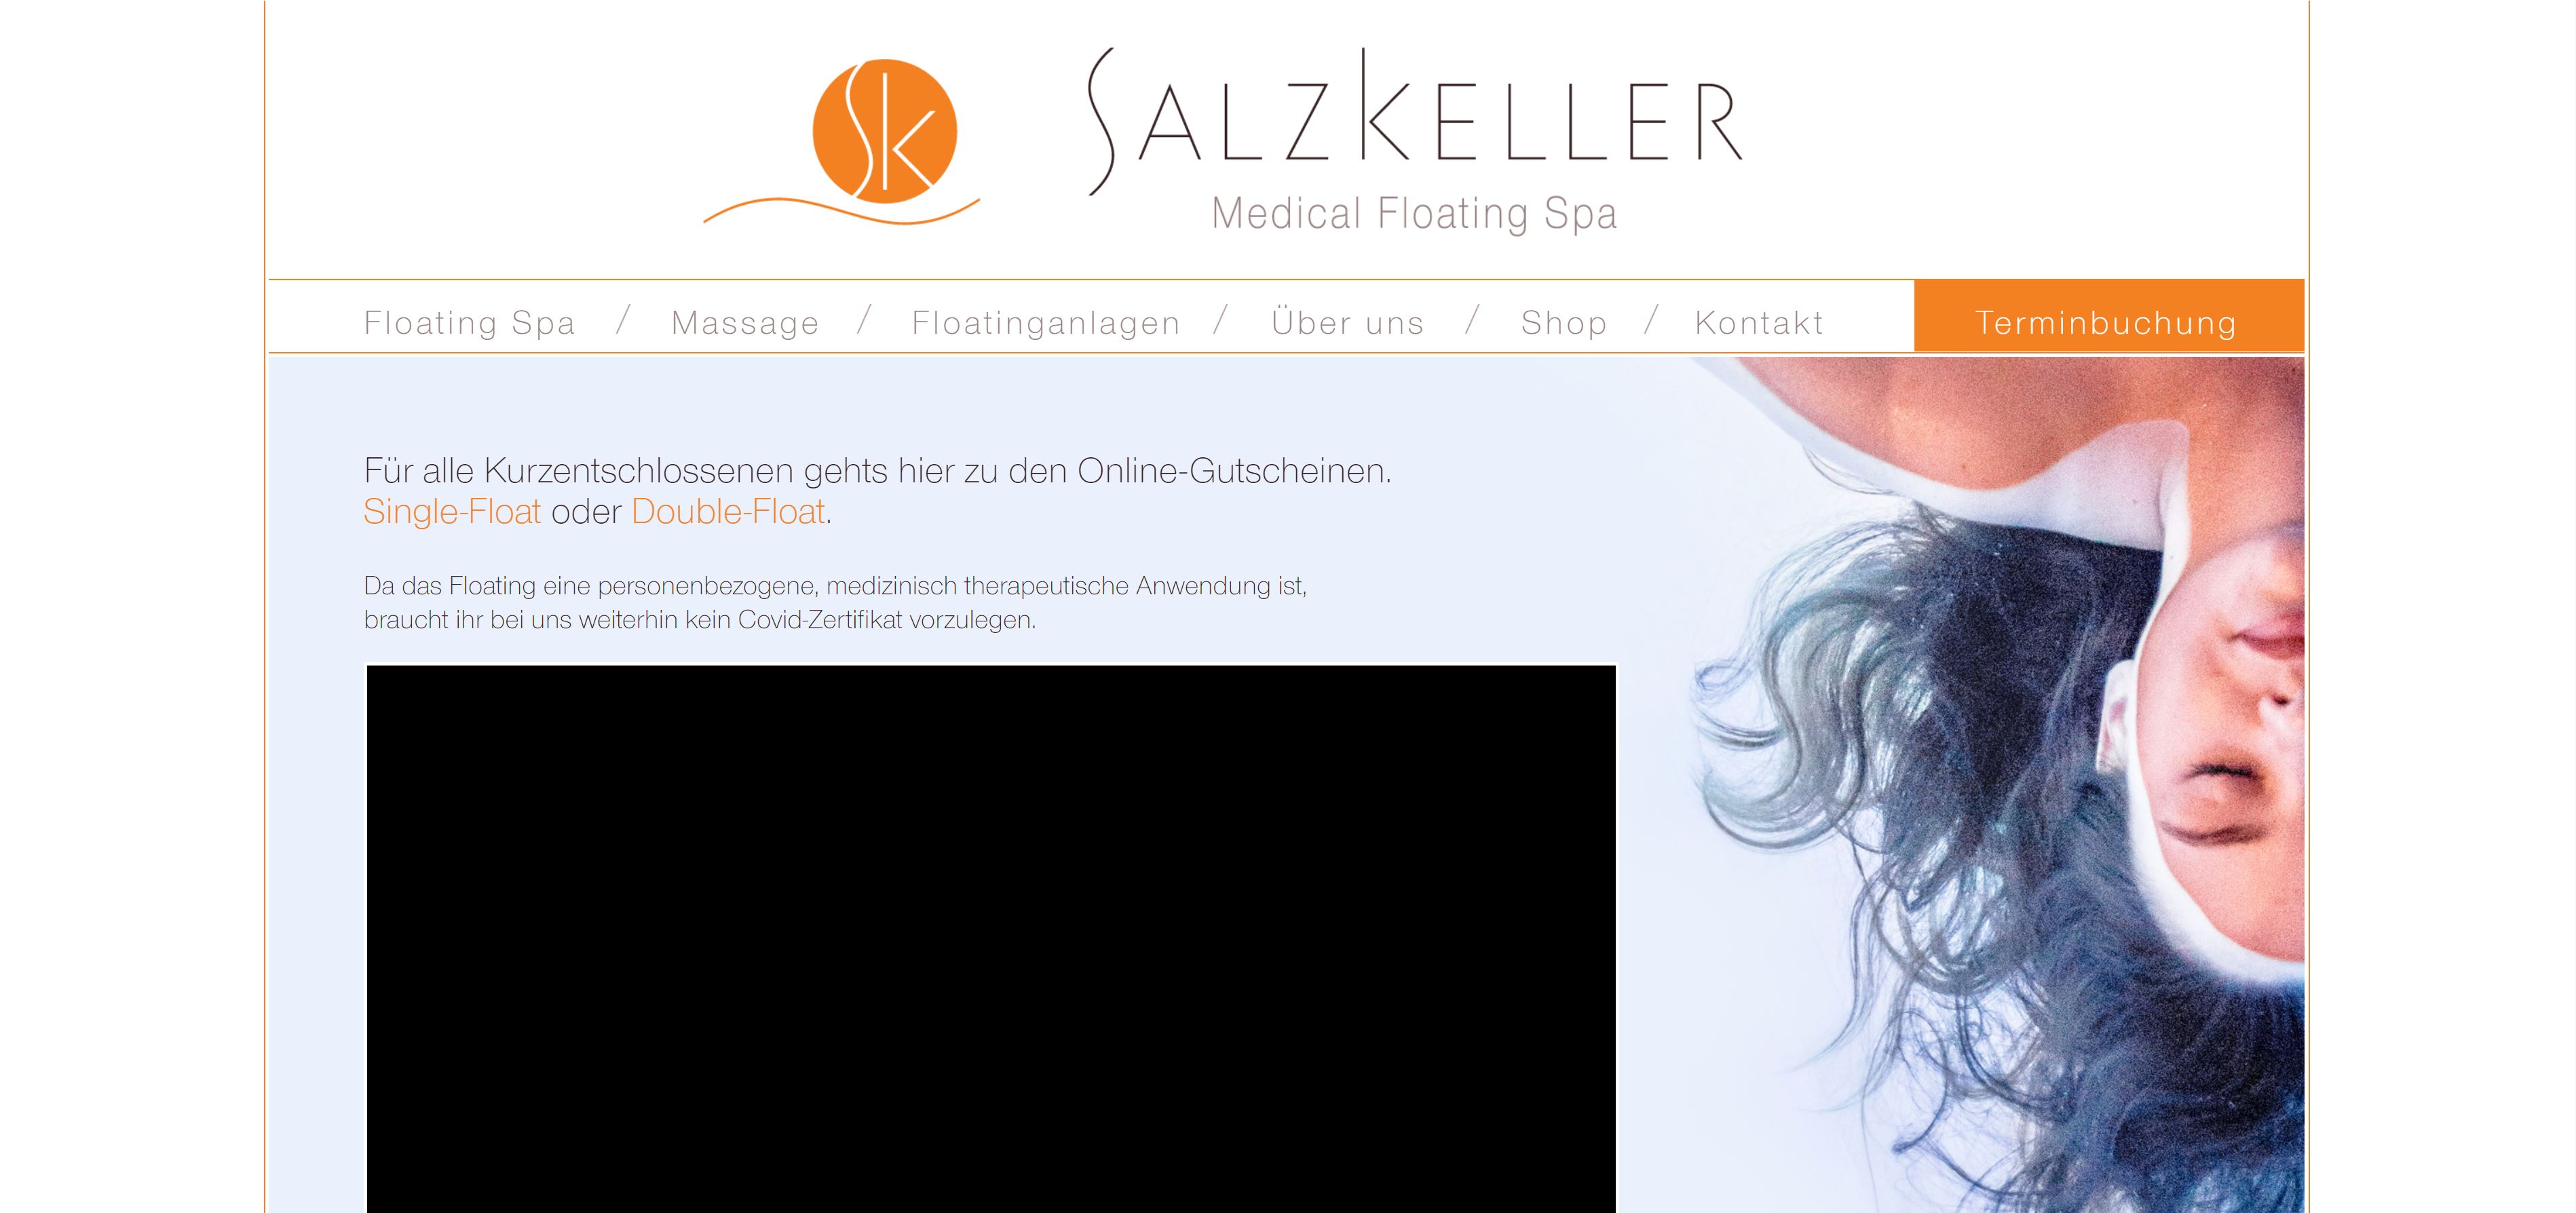 SK
SALZKELLER
Medical Floating Spa
Floating Spa / Massage / Floatinganlagen / Über uns / Shop / Kontakt Terminbuchung
Für alle Kurzentschlossenen gehts hier zu den Online-Gutscheinen.
Single-Float oder Double-Float.
Da das Floating eine personenbezogene, medizinisch therapeutische Anwendung ist,
braucht ihr bei uns weiterhin kein Covid-Zertifikat vorzulegen.